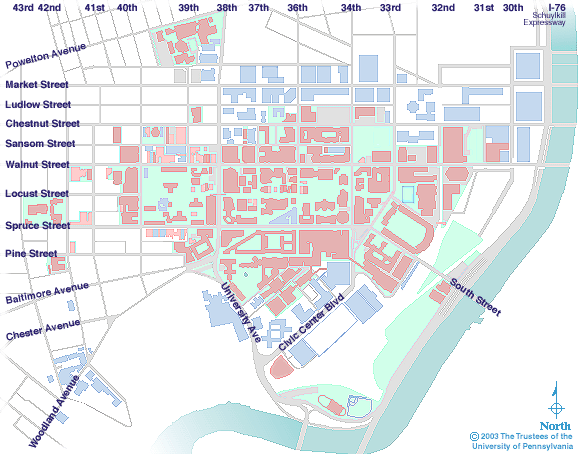 43rd 42nd 41st 40th 39th 38th 37th 36th 34th 33rd 32nd 31st 30th I-76
Schuylkill
Expressway
Powelton Avenue
Market Street
Ludlow Street
Chestnut Street
Sansom Street
Walnut Street
Locust Street
Spruce Street
Pine Street
Baltimore Avenue
Chester Avenue
Woodland Avenue
University Ave
Civic Center Blvd
South Street
North
© 2003 The Trustees of the
University of Pennsylvania